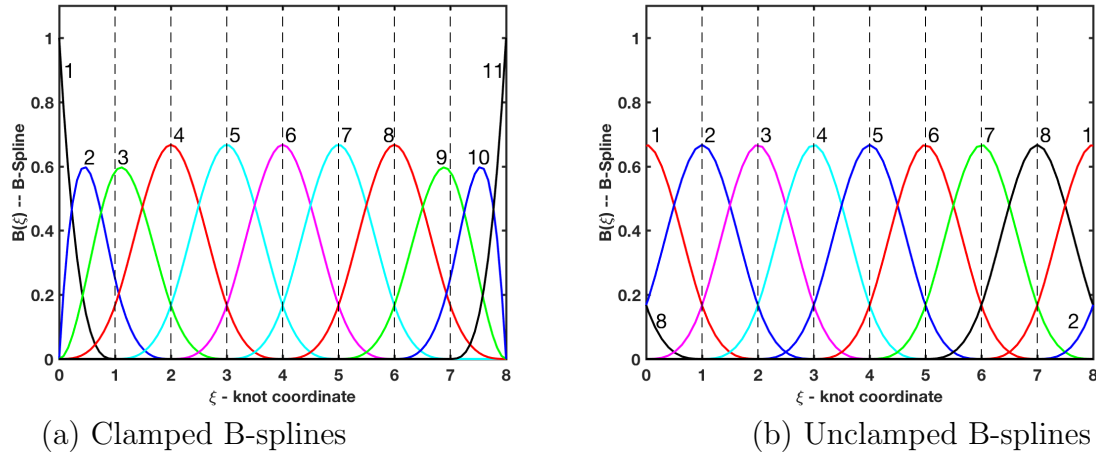 1
0.8
0.6
0.4
0.2
0
B(ξ) -- B-Spline
1 2 3 4 5 6 7 8 9 10 11
0 1 2 3 4 5 6 7 8
ξ - knot coordinate
(a) Clamped B-splines
1
0.8
0.6
0.4
0.2
0
B(ξ) -- B-Spline
1 2 3 4 5 6 7 8 1
8 2
0 1 2 3 4 5 6 7 8
ξ - knot coordinate
(b) Unclamped B-splines